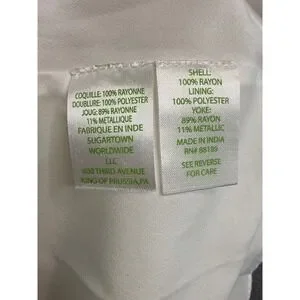 COQUILLE: 100% RAYONNE
DOUBLURE: 100% POLYESTER
JOUG: 89% RAYONNE
11% METALLIQUE
FABRIQUE EN INDE
SUGARTOWN
WORLDWIDE
LLC
THIRD AVENUE
KING OF PRUSSIA,PA
SHELL:
100% RAYON
LINING:
100% POLYESTER
YOKE:
89% RAYON
11% METALLIC
MADE IN INDIA
RN# 88189
SEE REVERSE
FOR CARE